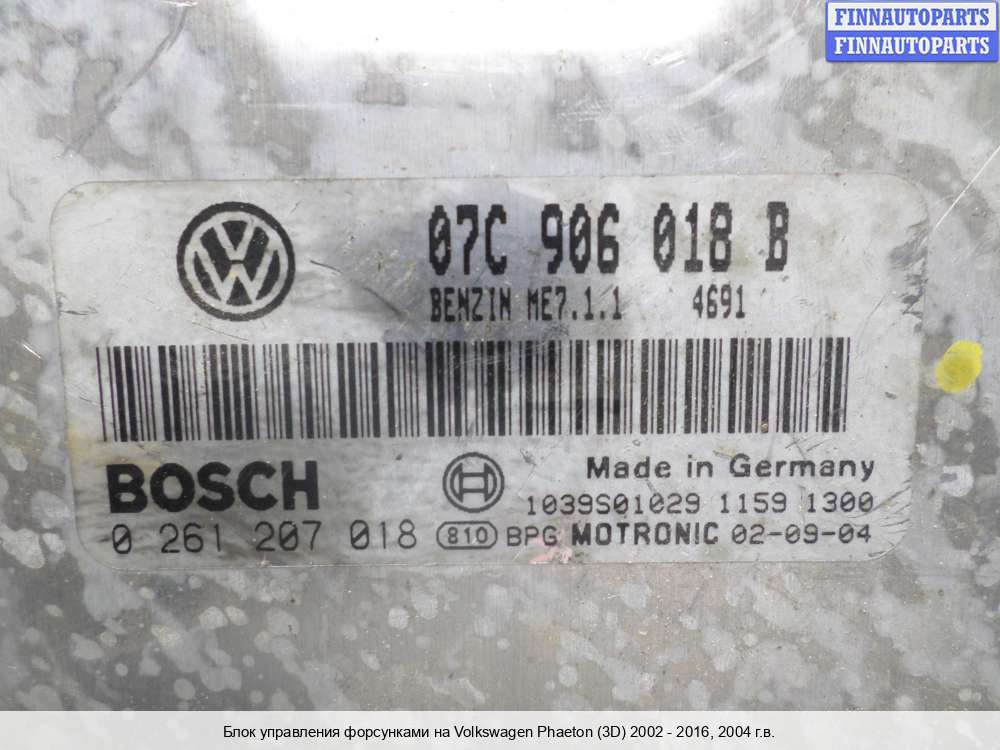 FINNAUTOPARTS
FINNAUTOPARTS
07C 906 018 B
BENZIN ME7.1.1 4691
BOSCH
Made in Germany
1039S01029 1159 1300
0 261 207 018 810 BPG MOTRONIC 02-09-04
Блок управления форсунками на Volkswagen Phaeton (3D) 2002 - 2016, 2004 г.в.